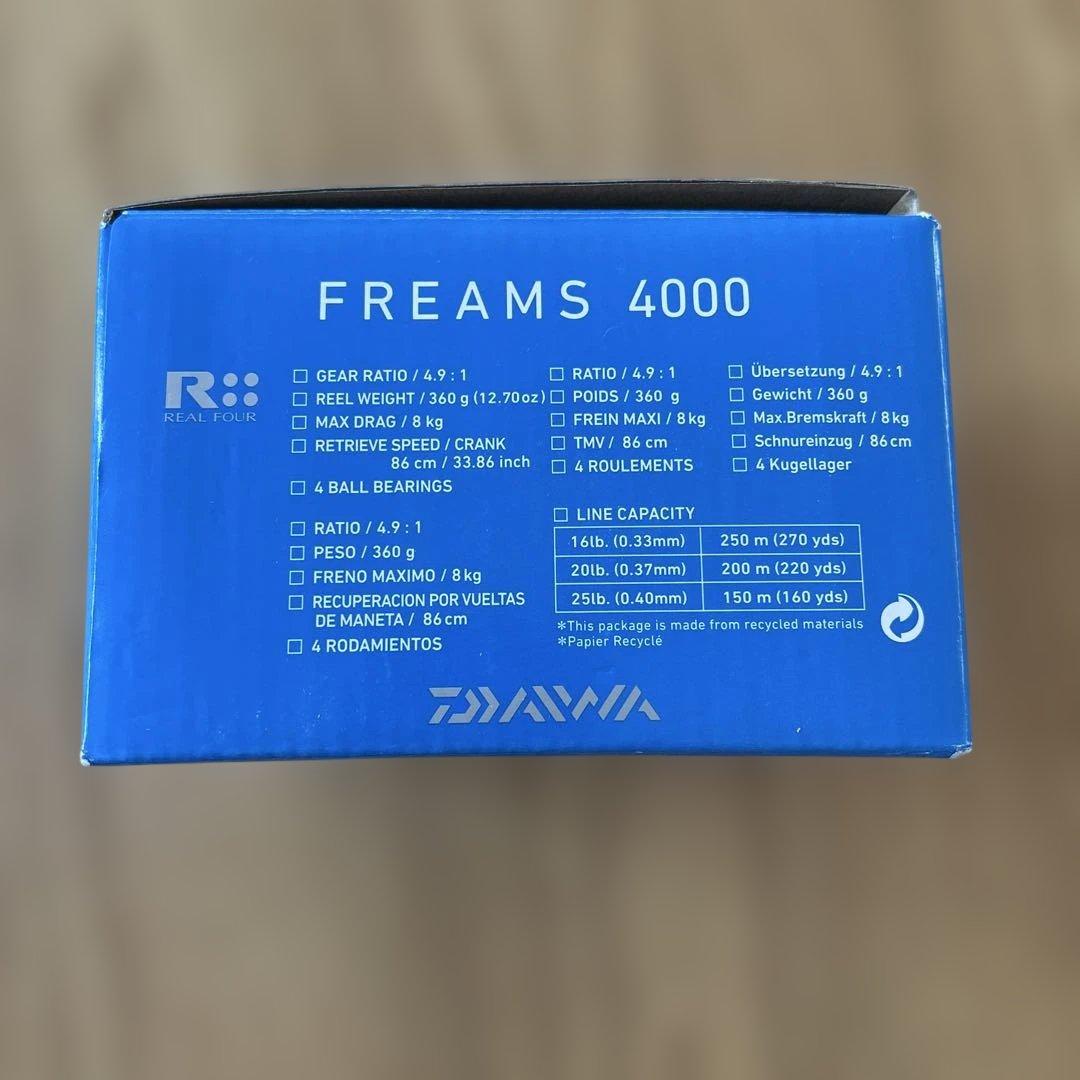 FREAMS 4000
R
REAL FOUR
GEAR RATIO / 4.9 : 1
REEL WEIGHT / 360 g (12.70oz)
MAX DRAG / 8 kg
RETRIEVE SPEED / CRANK
86 cm / 33.86 inch
4 BALL BEARINGS
RATIO / 4.9 : 1
POIDS / 360 g
FREIN MAXI / 8 kg
TMV / 86 cm
4 ROULEMENTS
Übersetzung / 4.9 : 1
Gewicht / 360 g
Max.Bremskraft / 8 kg
Schnureinzug / 86 cm
4 Kugellager
RATIO / 4.9 : 1
PESO / 360 g
FRENO MAXIMO / 8 kg
RECUPERACION POR VUELTAS
DE MANETA / 86 cm
4 RODAMIENTOS
LINE CAPACITY
16lb. (0.33mm) 250 m (270 yds)
20lb. (0.37mm) 200 m (220 yds)
25lb. (0.40mm) 150 m (160 yds)
*This package is made from recycled materials
*Papier Recyclé
DAIWA